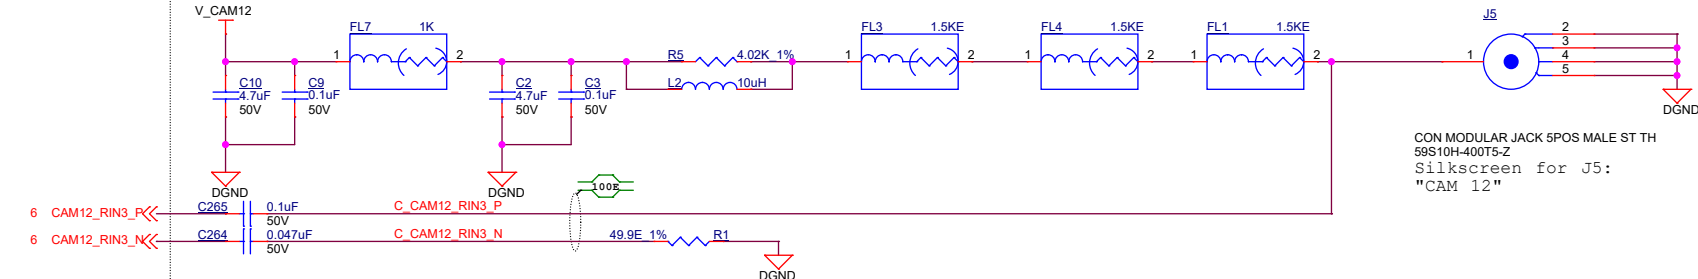 V_CAM12
FL7 1K
1 2
C10
4.7uF
50V
C9
0.1uF
50V
DGND
C2
4.7uF
50V
C3
0.1uF
50V
DGND
R5 4.02K_1%
L2 10uH
FL3 1.5KE
1 2
FL4 1.5KE
1 2
FL1 1.5KE
1 2
J5
1
2
3
4
5
DGND
CON MODULAR JACK 5POS MALE ST TH
59S10H-400T5-Z
Silkscreen for J5:
"CAM 12"
100E
6 CAM12_RIN3_P
C265 0.1uF
50V
C_CAM12_RIN3_P
6 CAM12_RIN3_N
C264 0.047uF
50V
C_CAM12_RIN3_N
49.9E_1% R1
DGND